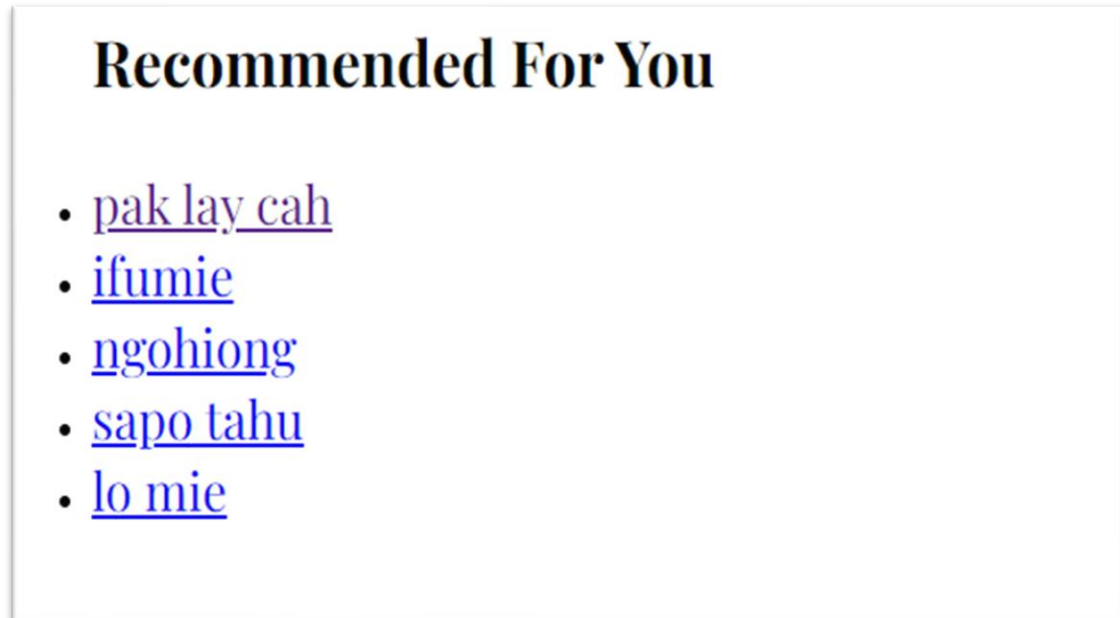 Recommended For You
pak lay cah
ifumie
ngohiong
sapo tahu
lo mie